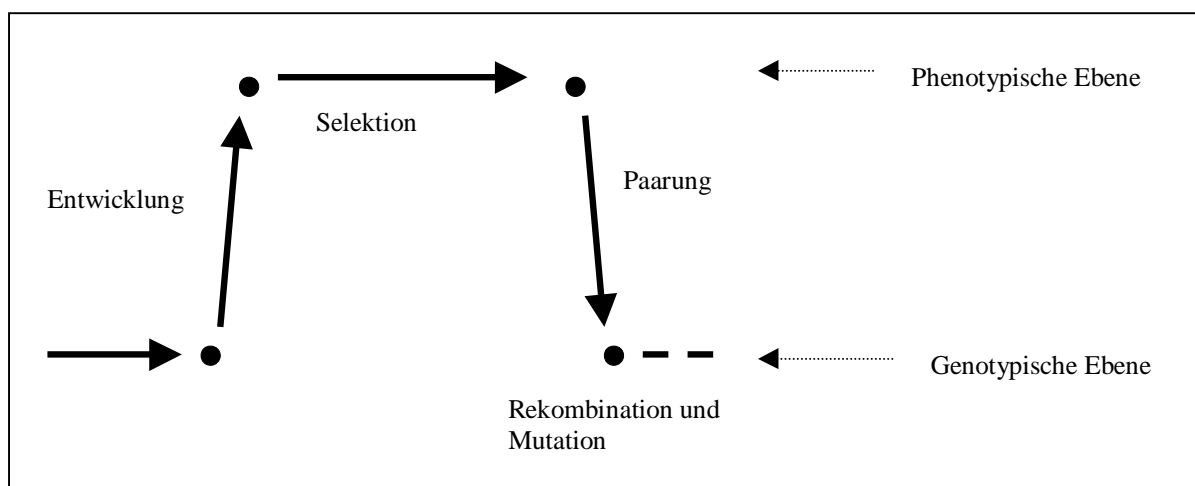 Phenotypische Ebene
Selektion
Paarung
Entwicklung
Genotypische Ebene
Rekombination und
Mutation